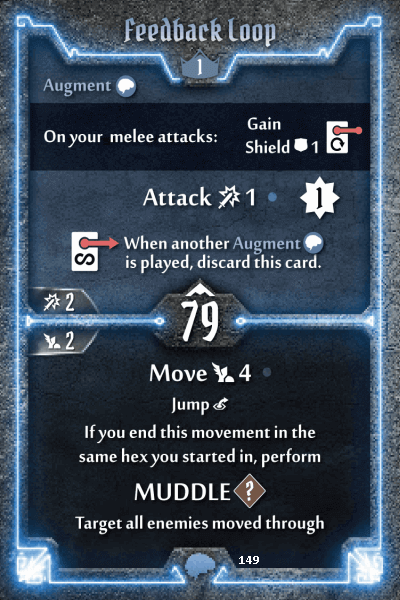 Feedback Loop
1
Augment
On your melee attacks:
Gain
Shield 1
Attack 1
1
When another Augment
is played, discard this card.
2
79
2
Move 4
Jump
If you end this movement in the
same hex you started in, perform
MUDDLE ?
Target all enemies moved through
149